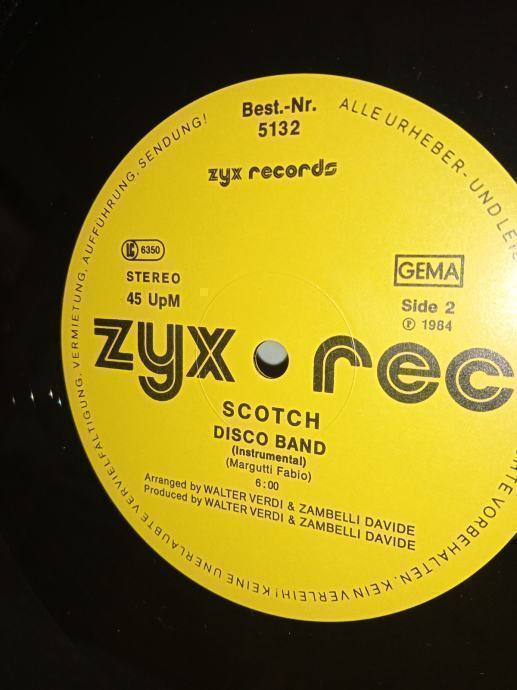 Best.-Nr.
5132
zyx records
LC 6350
STEREO
45 UpM
GEMA
Side 2
℗ 1984
zyx rec
SCOTCH
DISCO BAND
(Instrumental)
(Margutti Fabio)
6:00
Arranged by WALTER VERDI & ZAMBELLI DAVIDE
Produced by WALTER VERDI & ZAMBELLI DAVIDE
ALLE URHEBER- UND
VORBEHALTEN. KEIN VERLEIH! KEINE UNERLAUBTE VERVIELFÄLTIGUNG, VERMIETUNG, AUFFÜHRUNG, SENDUNG!